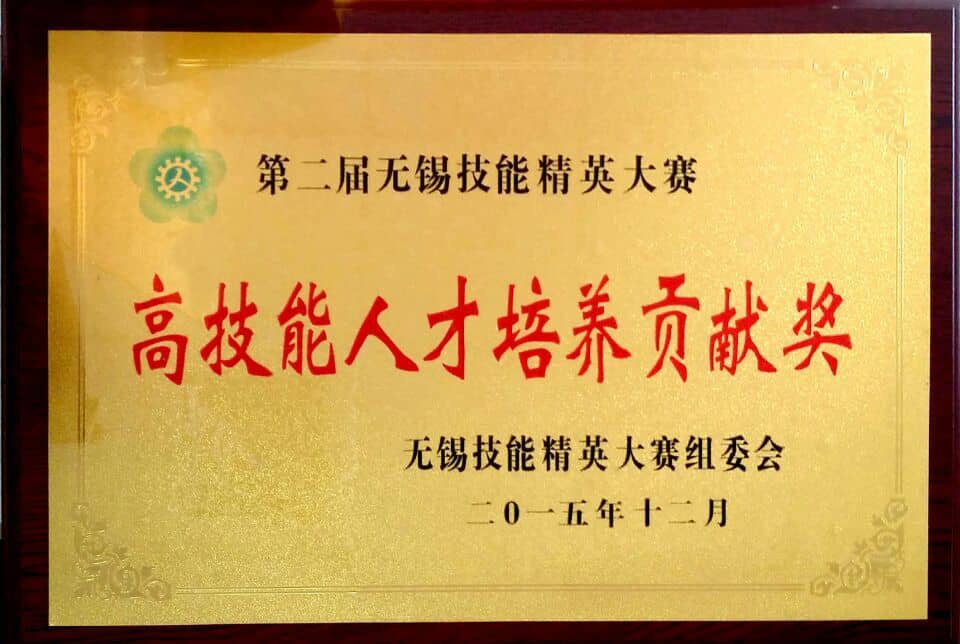 第二届无锡技能精英大赛
高技能人才培养贡献奖
无锡技能精英大赛组委会
二0一五年十二月